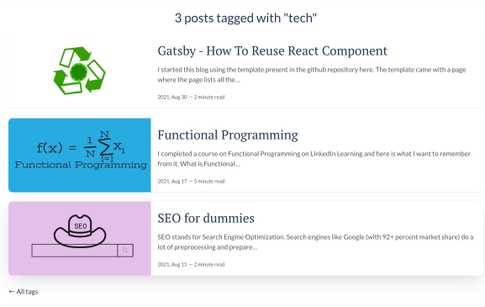 3 posts tagged with "tech"
Gatsby - How To Reuse React Component
I started this blog using the template present in the github repository here. The template came with a page
where the page lists all the...
2021, Aug 30 — 2 minute read
f(x) = 1/N N∑i=1 xi
Functional Programming
Functional Programming
I completed a course on Functional Programming on LinkedIn Learning and here is what I want to remember
from it. What is Functional...
2021, Aug 17 — 5 minute read
SEO
SEO for dummies
SEO stands for Search Engine Optimization. Search engines like Google (with 92+ percent market share) do a
lot of preprocessing and prepare...
2021, Aug 15 — 2 minute read
← All tags